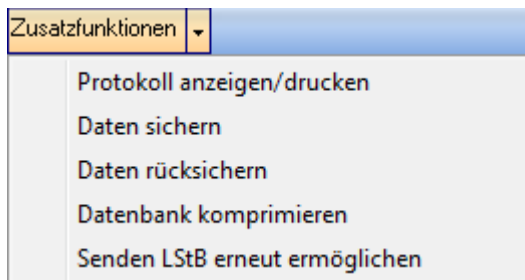 Zusatzfunktionen
Protokoll anzeigen/drucken
Daten sichern
Daten rücksichern
Datenbank komprimieren
Senden LStB erneut ermöglichen